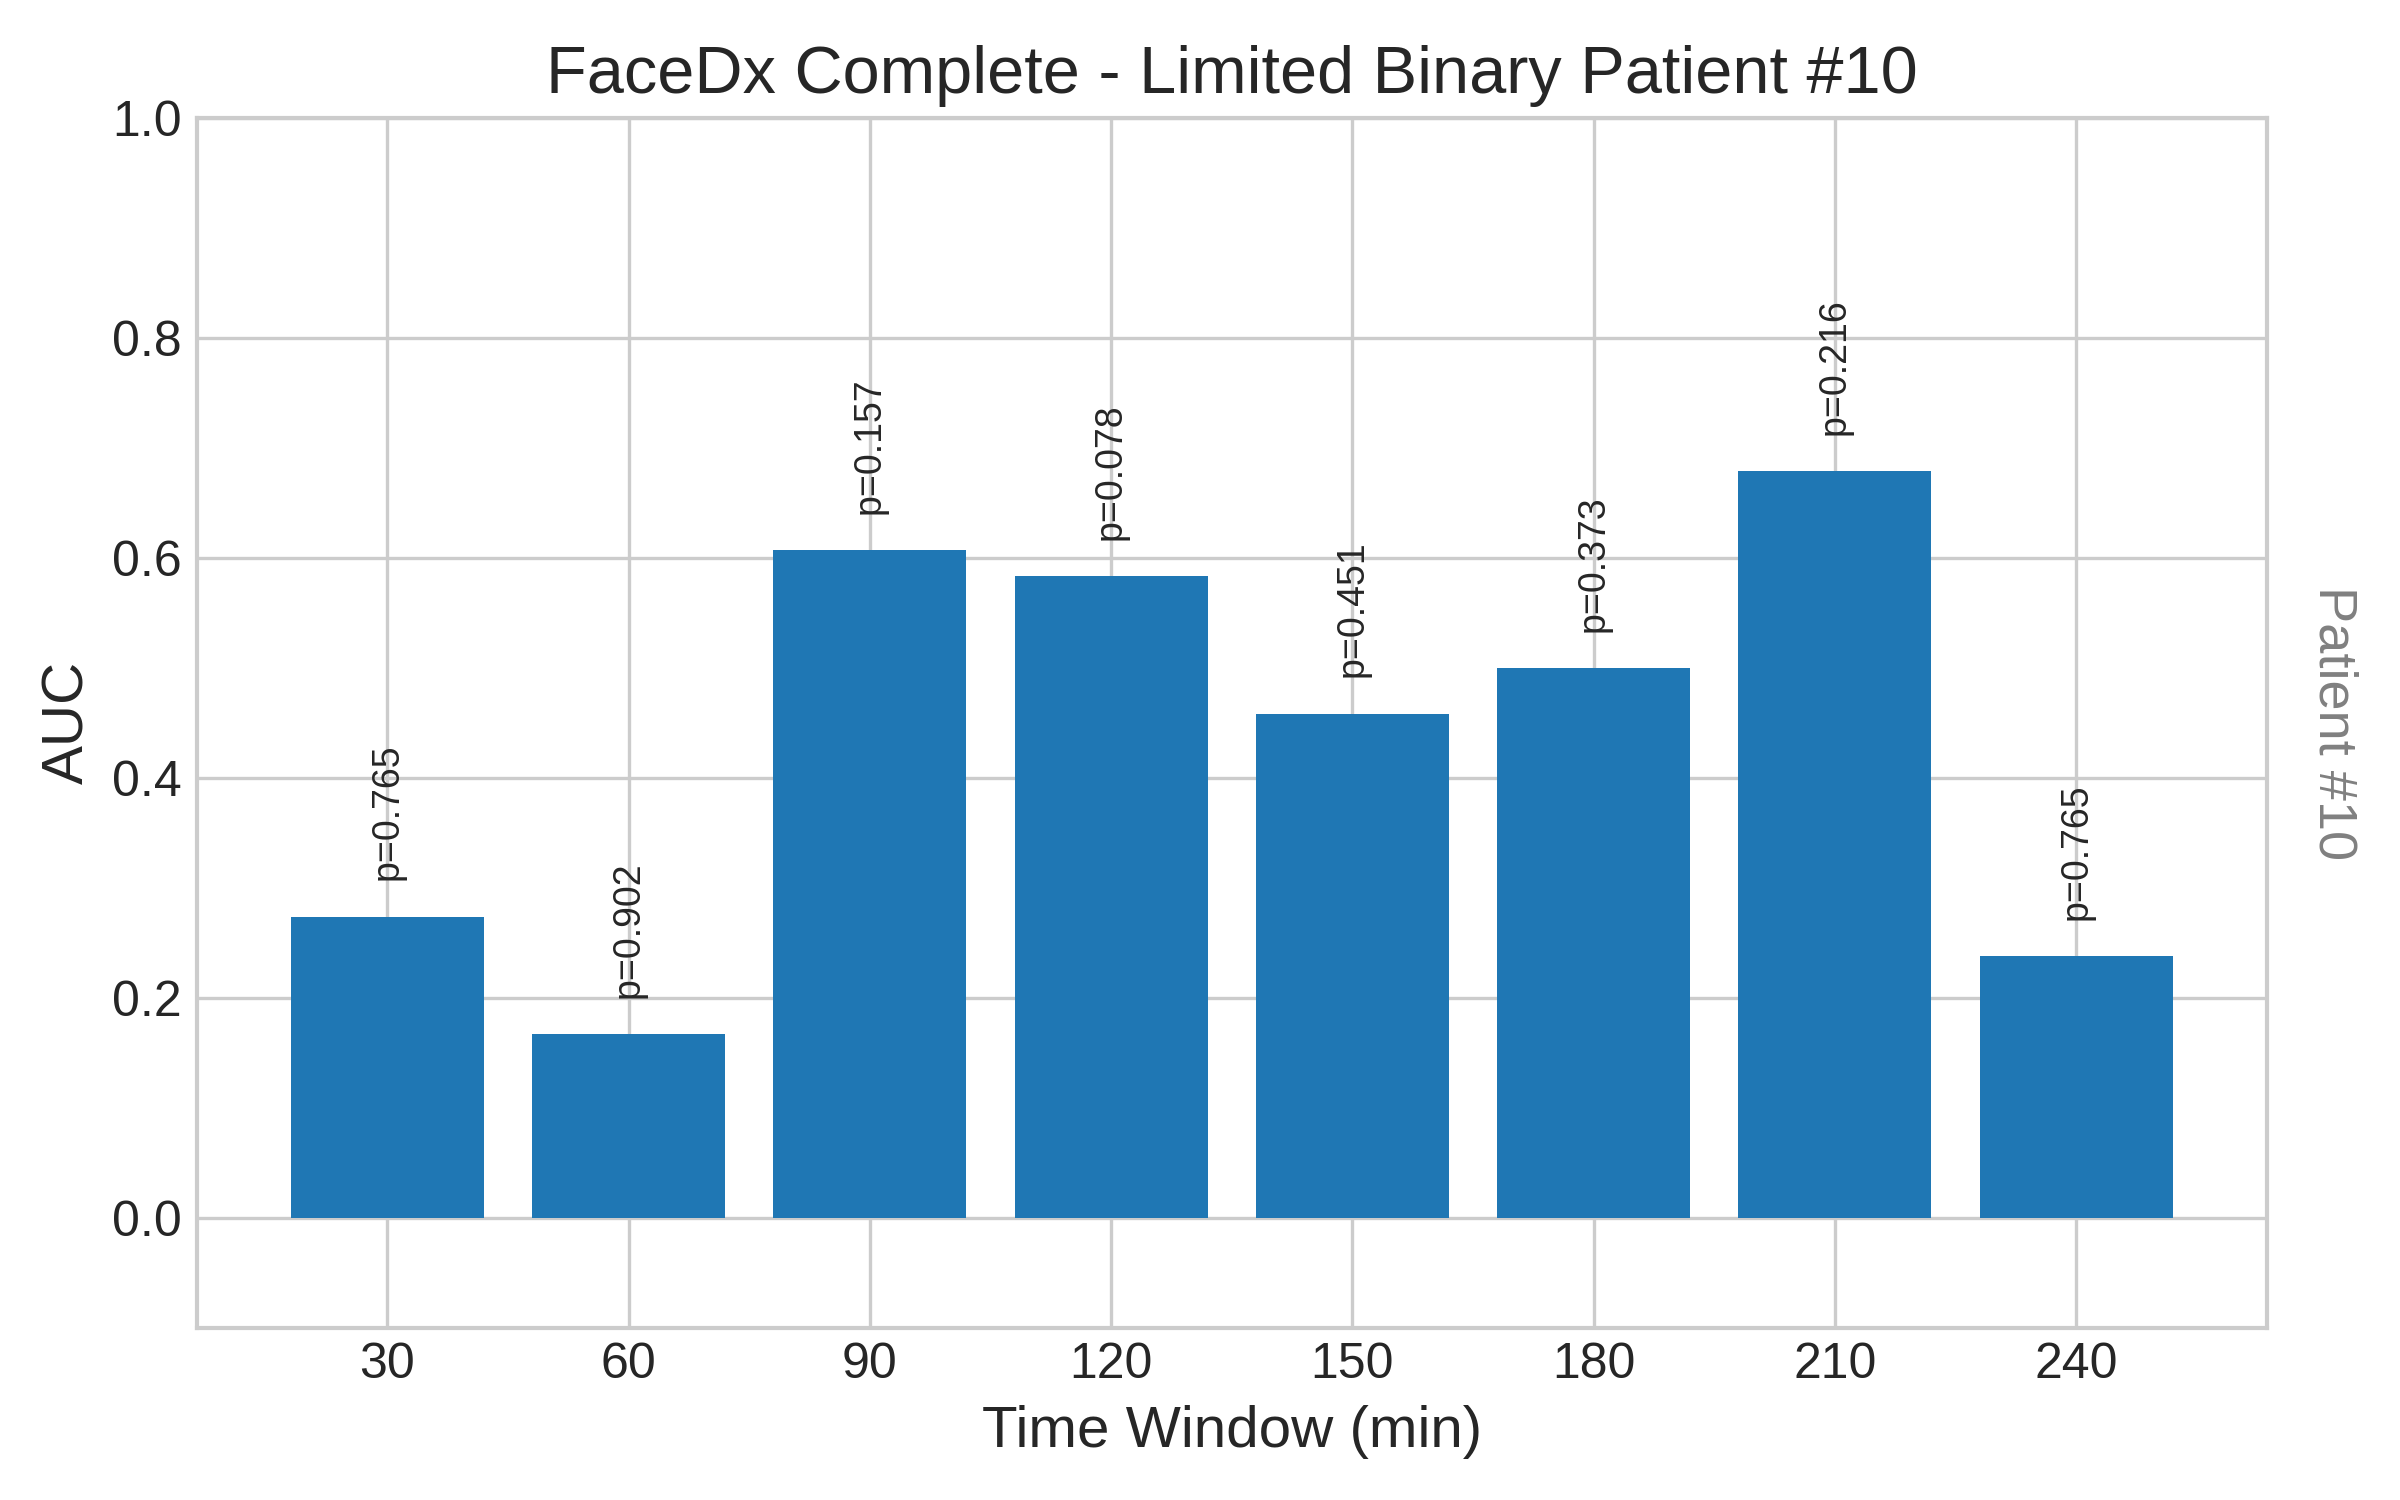 FaceDx Complete - Limited Binary Patient #10
1.0
0.8
0.6
0.4
0.2
0.0
AUC
p=0.765
p=0.902
p=0.157
p=0.078
p=0.451
p=0.373
p=0.216
p=0.765
Patient #10
30 60 90 120 150 180 210 240
Time Window (min)